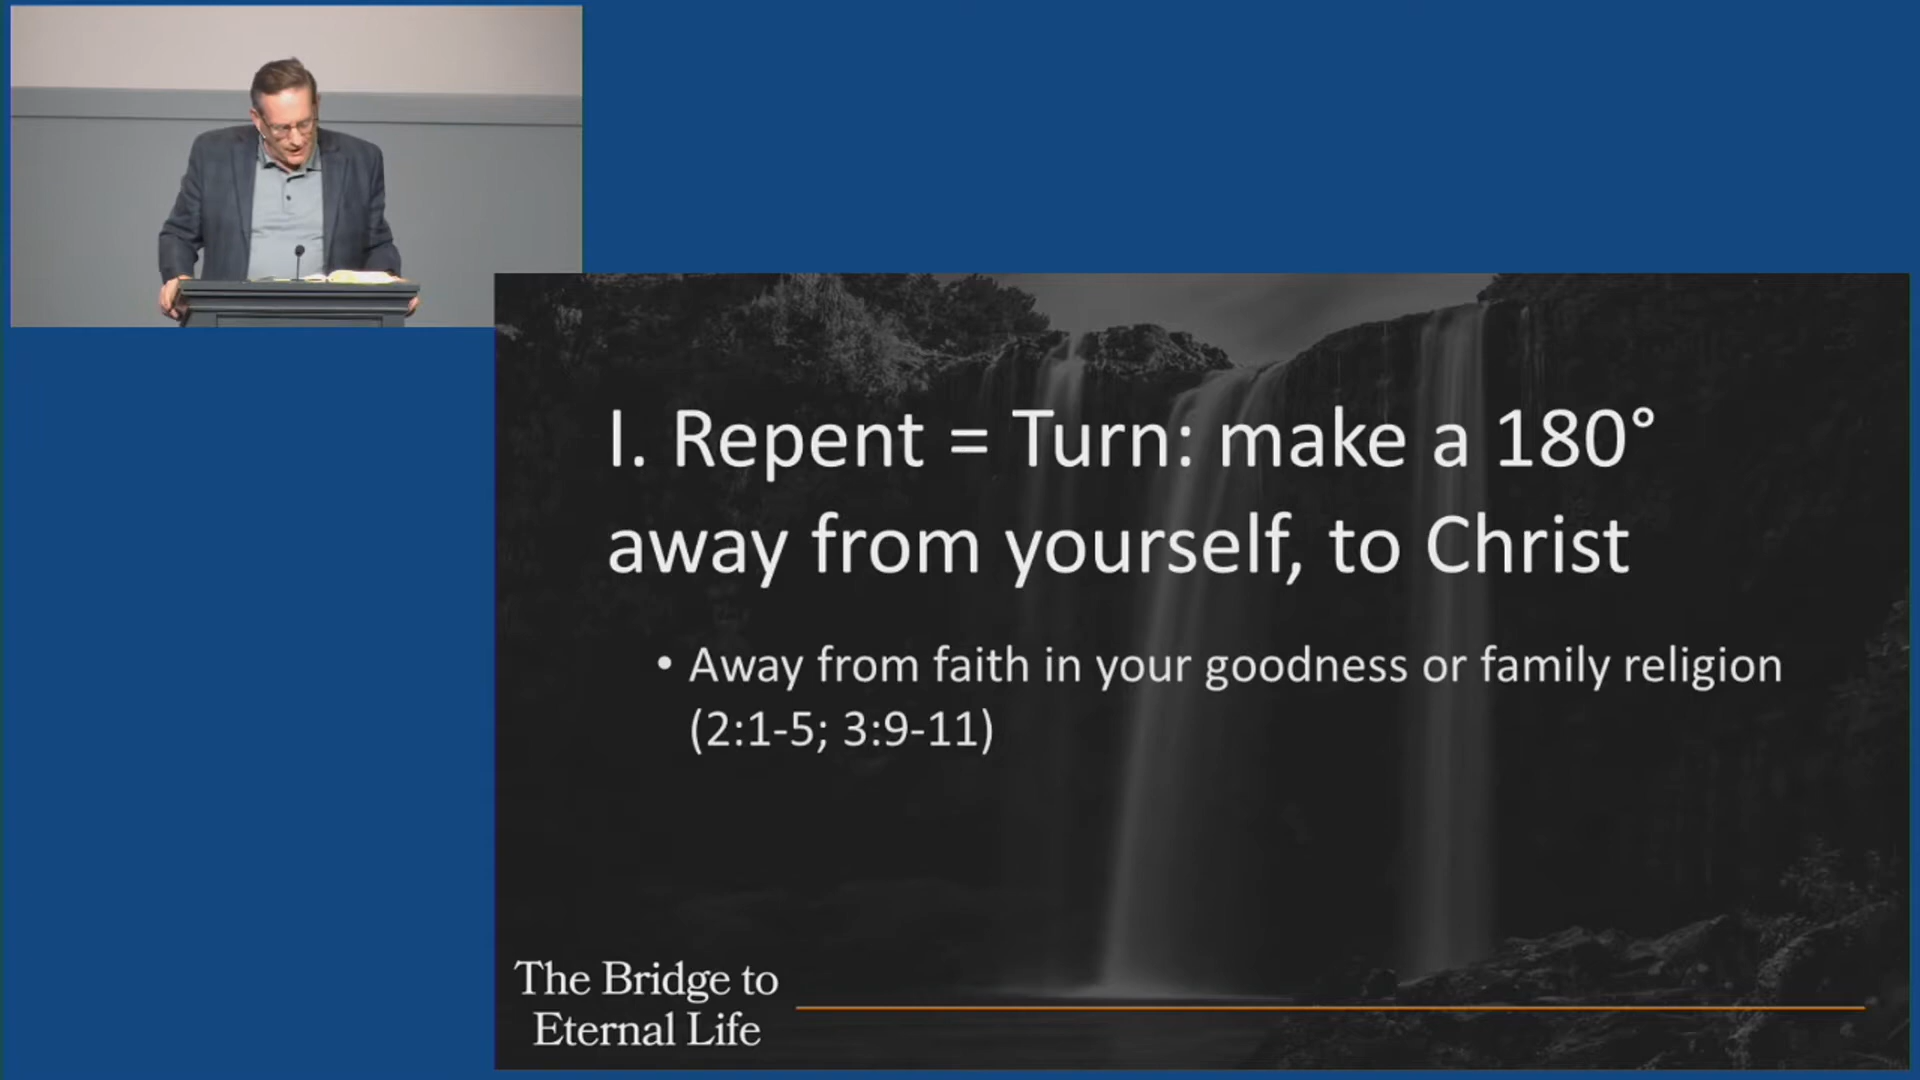 I. Repent = Turn: make a 180°
away from yourself, to Christ
• Away from faith in your goodness or family religion
(2:1-5; 3:9-11)
The Bridge to
Eternal Life